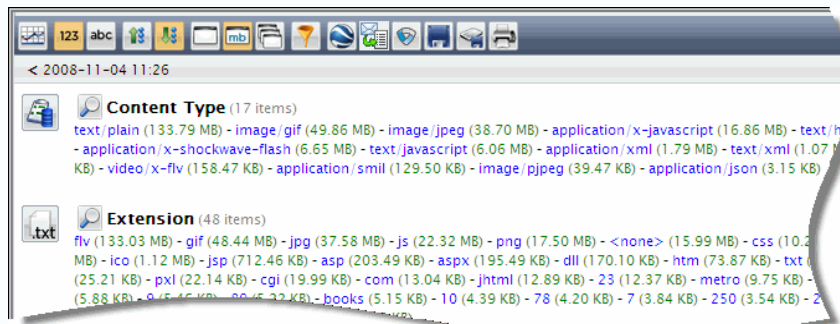 123 abc mb
< 2008-11-04 11:26
Content Type (17 items)
text/plain (133.79 MB) - image/gif (49.86 MB) - image/jpeg (38.70 MB) - application/x-javascript (16.86 MB) - text/h
- application/x-shockwave-flash (6.65 MB) - text/javascript (6.06 MB) - application/xml (1.79 MB) - text/xml (1.07
KB) - video/x-flv (158.47 KB) - application/smil (129.50 KB) - image/pjpeg (39.47 KB) - application/json (3.15 KB)
Extension (48 items)
.txt
flv (133.03 MB) - gif (48.44 MB) - jpg (37.58 MB) - js (22.32 MB) - png (17.50 MB) - <none> (15.99 MB) - css (10.2
MB) - ico (1.12 MB) - jsp (712.46 KB) - asp (203.49 KB) - aspx (195.49 KB) - dll (170.10 KB) - htm (73.87 KB) - txt
(25.21 KB) - pxl (22.14 KB) - cgi (19.99 KB) - com (13.04 KB) - jhtml (12.89 KB) - 23 (12.37 KB) - metro (9.75 KB) -
(5.88 KB) - books (5.15 KB) - 10 (4.39 KB) - 78 (4.20 KB) - 7 (3.84 KB) - 250 (3.54 KB) -